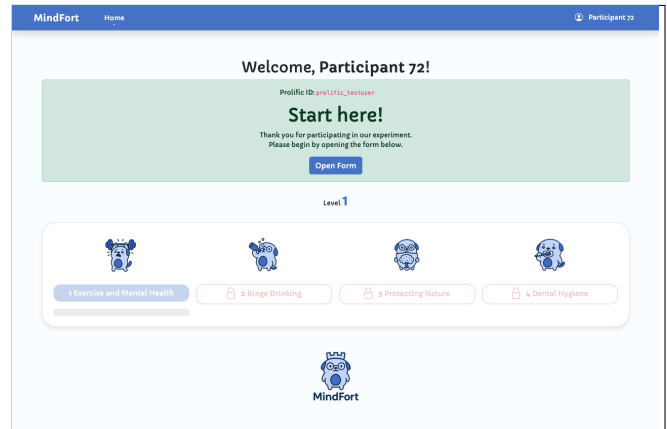 MindFort Home Participant 72
Welcome, Participant 72!
Prolific ID: prolific_testuser
Start here!
Thank you for participating in our experiment.
Please begin by opening the form below.
Open Form
Level 1
1 Exercise and Mental Health
2 Binge Drinking
3 Protecting Nature
4 Dental Hygiene
MindFort